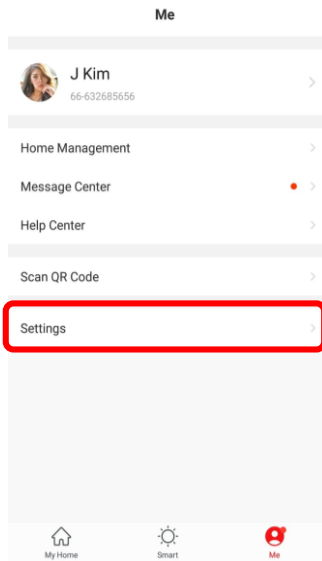 Me
J Kim
66-632685656
Home Management
Message Center
Help Center
Scan QR Code
Settings
My Home
Smart
Me